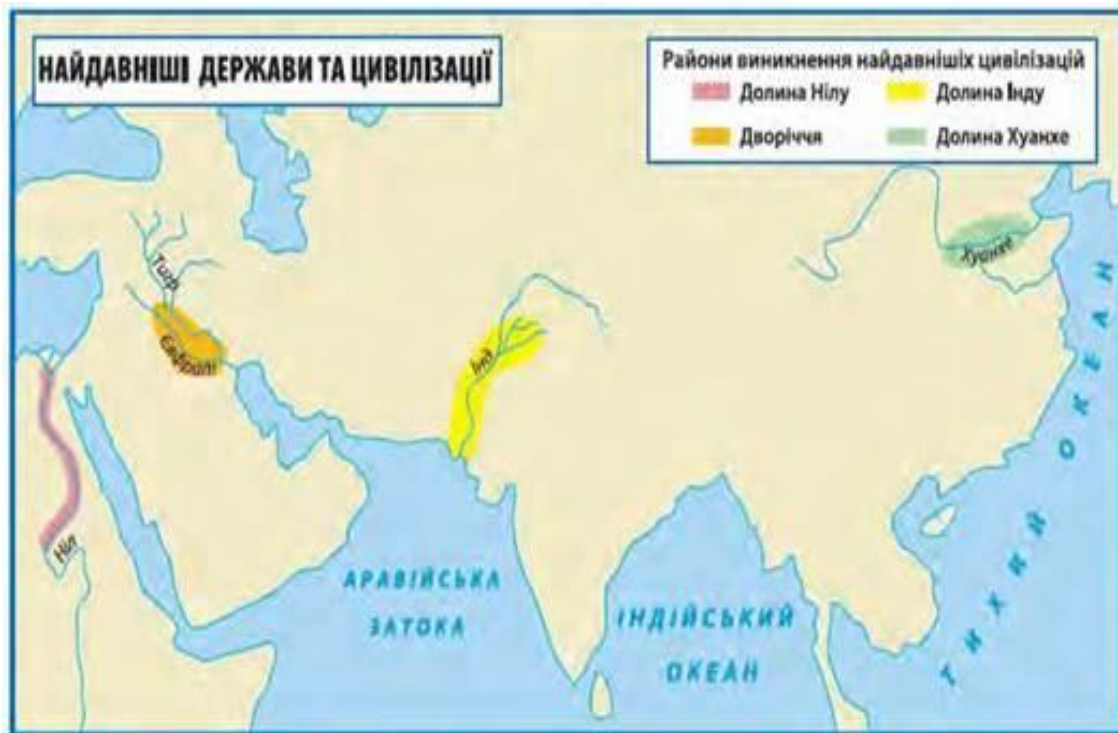 НАЙДАВНІШІ ДЕРЖАВИ ТА ЦИВІЛІЗАЦІЇ
Райони виникнення найдавніших цивілізацій
Долина Нілу
Долина Інду
Дворіччя
Долина Хуанхе
Тигр
Євфрат
Хуанхе
Інд
Ніл
АРАВІЙСЬКА
ЗАТОКА
ІНДІЙСЬКИЙ
ОКЕАН
ТИХИЙ ОКЕАН